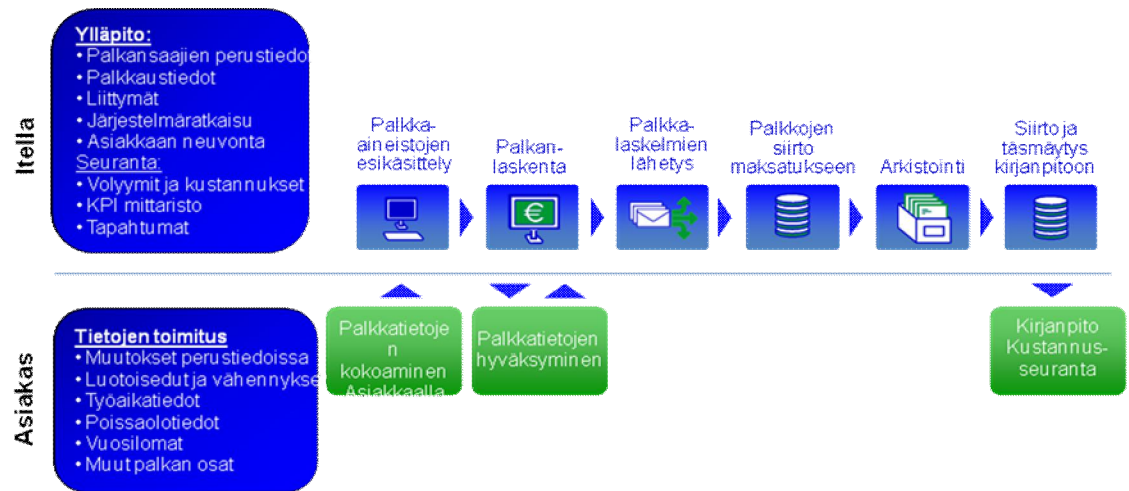 Itella
Ylläpito:
• Palkansaajien perustiedot
• Palkkaustiedot
• Liittymät
• Järjestelmäratkaisu
• Asiakkaan neuvonta
Seuranta:
• Volyymit ja kustannukset
• KPI mittaristo
• Tapahtumat
Palkka-
aineistojen
esikäsittely
Palkan-
laskenta
€
Palkka-
laskelmien
lähetys
Palkkojen
siirto
maksatukseen
Arkistointi
Siirto ja
täsmäytys
kirjanpitoon
Asiakas
Tietojen toimitus
• Muutokset perustiedoissa
• Luotoisedut ja vähennykse
• Työaikatiedot
• Poissaolotiedot
• Vuosilomat
• Muut palkan osat
Palkkatietoje
n
kokoaminen
Asiakkaalla
Palkkatietojen
hyväksyminen
Kirjanpito
Kustannus-
seuranta